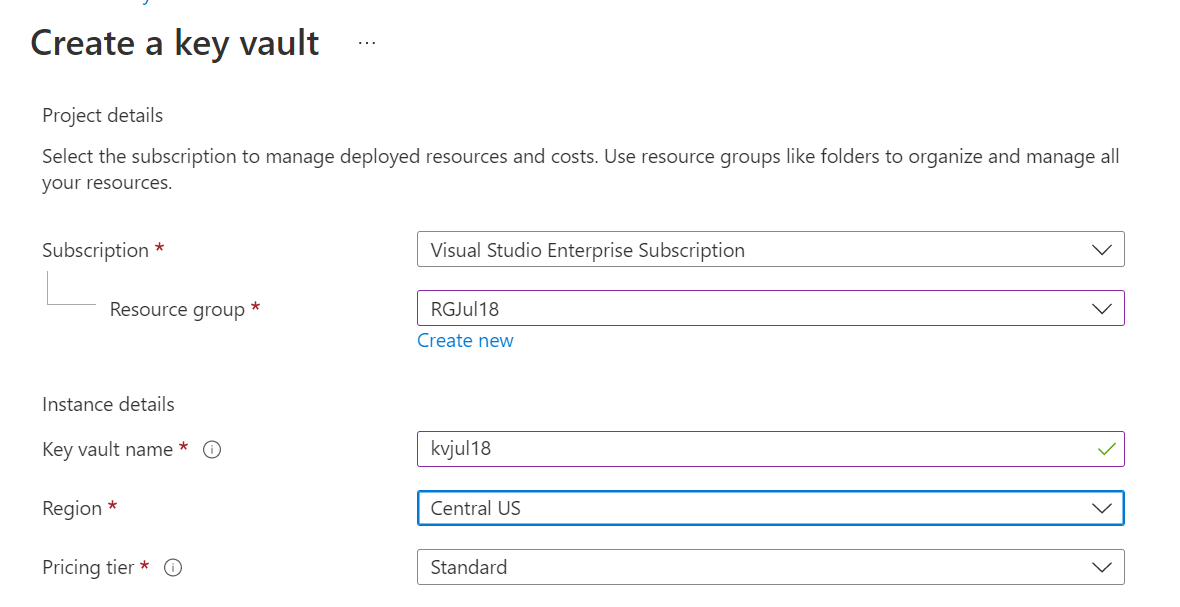 Create a key vault ...
Project details
Select the subscription to manage deployed resources and costs. Use resource groups like folders to organize and manage all
your resources.
Subscription * Visual Studio Enterprise Subscription
Resource group * RGJul18
Create new
Instance details
Key vault name * kvjul18
Region * Central US
Pricing tier * Standard